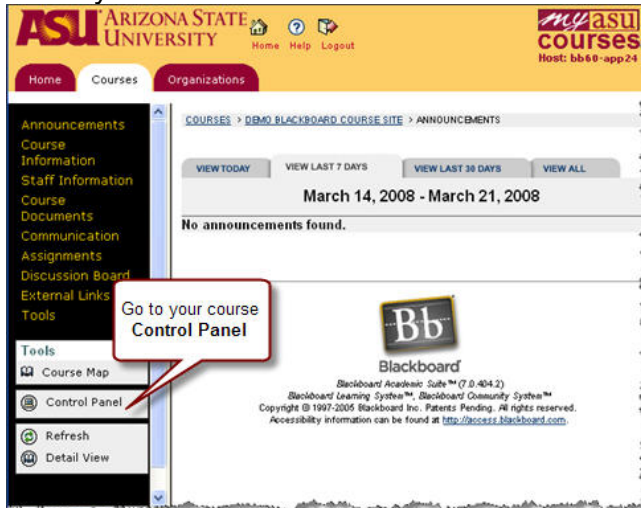 ASU ARIZONA STATE
UNIVERSITY
Home Help Logout
myasu
courses
Host: bb60-app24
Home Courses Organizations
Announcements
Course
Information
Staff Information
Course
Documents
Communication
Assignments
Discussion Board
External Links
Tools
Tools
Course Map
Control Panel
Refresh
Detail View
COURSES > DEMO BLACKBOARD COURSE SITE > ANNOUNCEMENTS
VIEW TODAY VIEW LAST 7 DAYS VIEW LAST 30 DAYS VIEW ALL
March 14, 2008 - March 21, 2008
No announcements found.
Go to your course
Control Panel
Bb
Blackboard
Blackboard Academic Suite™ (7.0.404.2)
Blackboard Learning System™, Blackboard Community System™
Copyright © 1997-2005 Blackboard Inc. Patents Pending. All rights reserved.
Accessibility information can be found at http://access.blackboard.com.